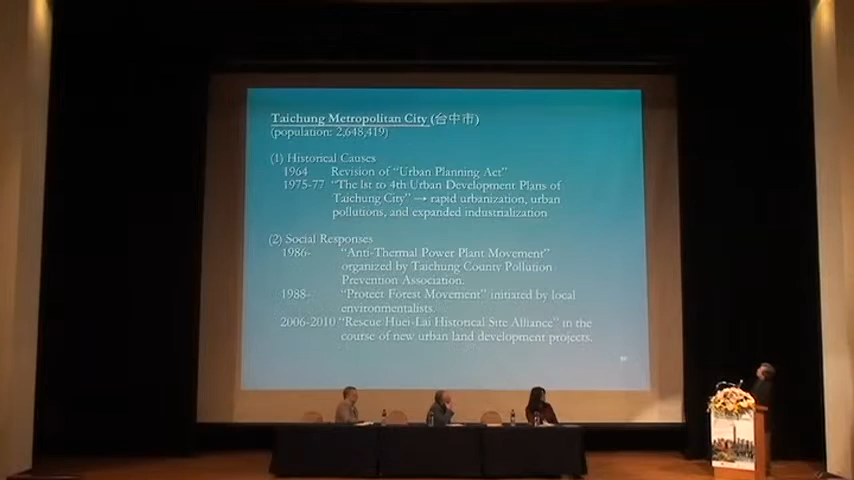 Taichung Metropolitan City (台中市)
(population: 2,648,419)
(1) Historical Causes
1964 Revision of "Urban Planning Act"
1975-77 "The 1st to 4th Urban Development Plans of
Taichung City" → rapid urbanization, urban
pollutions, and expanded industrialization
(2) Social Responses
1986- "Anti-Thermal Power Plant Movement"
organized by Taichung County Pollution
Prevention Association.
1988- "Protect Forest Movement" initiated by local
environmentalists.
2006-2010 "Rescue Huei-Lai Historical Site Alliance" in the
course of new urban land development projects.